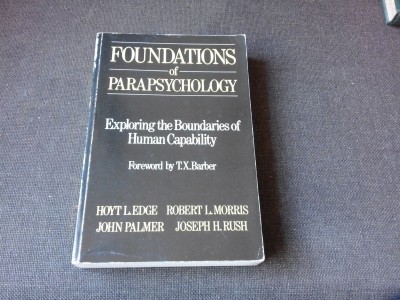 FOUNDATIONS
of
PARAPSYCHOLOGY
Exploring the Boundaries of
Human Capability
Foreword by T.X. Barber
HOYT L. EDGE ROBERT L. MORRIS
JOHN PALMER JOSEPH H. RUSH